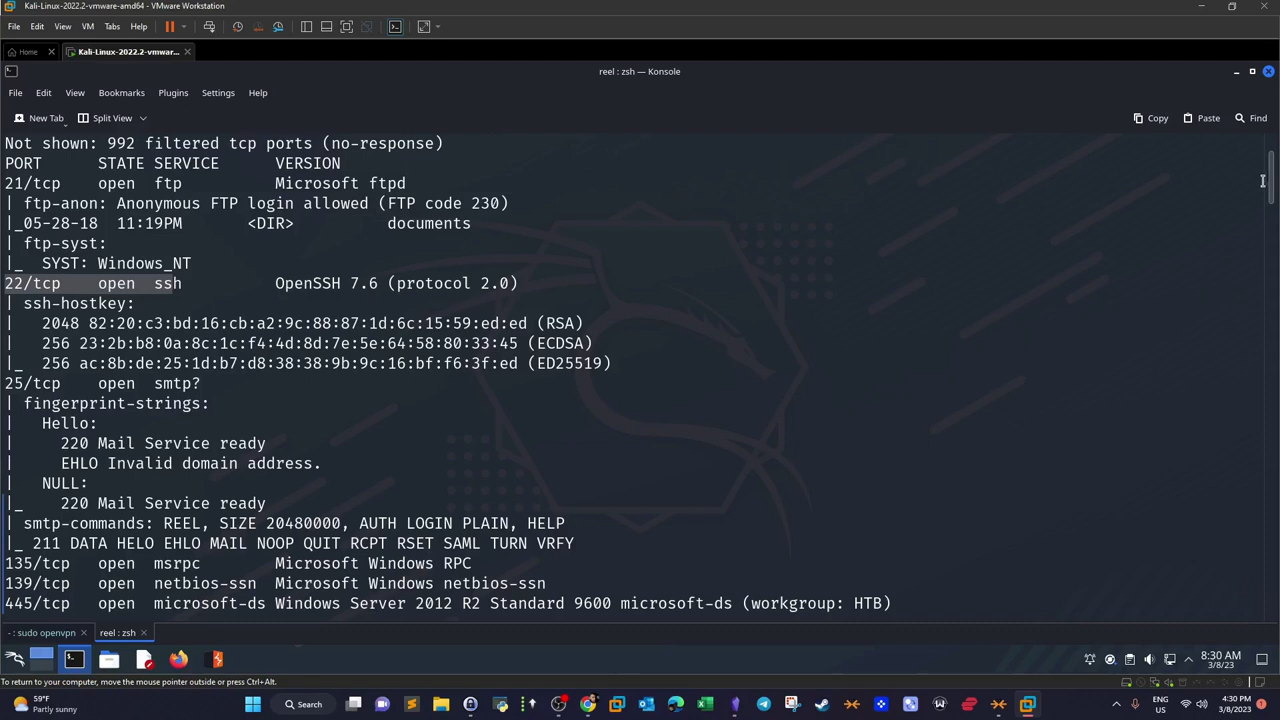 Kali-Linux-2022.2-vmware-amd64 - VMware Workstation
File Edit View VM Tabs Help
Home Kali-Linux-2022.2-vmwar...
reel : zsh — Konsole
File Edit View Bookmarks Plugins Settings Help
New Tab Split View Copy Paste Find
Not shown: 992 filtered tcp ports (no-response)
PORT STATE SERVICE VERSION
21/tcp open ftp Microsoft ftpd
| ftp-anon: Anonymous FTP login allowed (FTP code 230)
|_05-28-18 11:19PM <DIR> documents
| ftp-syst:
|_ SYST: Windows_NT
22/tcp open ssh OpenSSH 7.6 (protocol 2.0)
| ssh-hostkey:
| 2048 82:20:c3:bd:16:cb:a2:9c:88:87:1d:6c:15:59:ed:ed (RSA)
| 256 23:2b:b8:0a:8c:1c:f4:4d:8d:7e:5e:64:58:80:33:45 (ECDSA)
|_ 256 ac:8b:de:25:1d:b7:d8:38:38:9b:9c:16:bf:f6:3f:ed (ED25519)
25/tcp open smtp?
| fingerprint-strings:
| Hello:
| 220 Mail Service ready
| EHLO Invalid domain address.
| NULL:
|_ 220 Mail Service ready
| smtp-commands: REEL, SIZE 20480000, AUTH LOGIN PLAIN, HELP
|_ 211 DATA HELO EHLO MAIL NOOP QUIT RCPT RSET SAML TURN VRFY
135/tcp open msrpc Microsoft Windows RPC
139/tcp open netbios-ssn Microsoft Windows netbios-ssn
445/tcp open microsoft-ds Windows Server 2012 R2 Standard 9600 microsoft-ds (workgroup: HTB)
- : sudo openvpn reel : zsh
8:30 AM
3/8/23
To return to your computer, move the mouse pointer outside or press Ctrl+Alt.
59°F
Partly sunny
Search
ENG
US
4:30 PM
3/8/2023